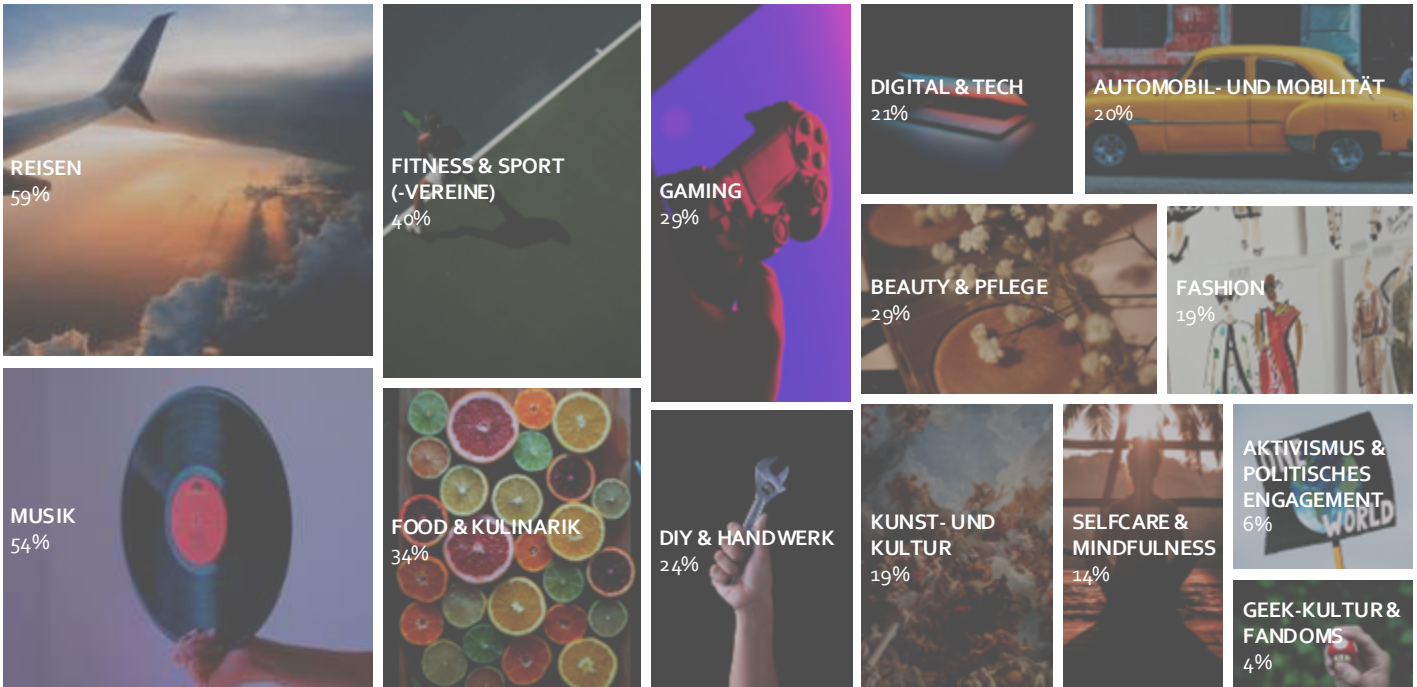 REISEN
59%
MUSIK
54%
FITNESS & SPORT
(-VEREINE)
40%
FOOD & KULINARIK
34%
GAMING
29%
DIY & HANDWERK
24%
DIGITAL & TECH
21%
AUTOMOBIL- UND MOBILITÄT
20%
BEAUTY & PFLEGE
29%
FASHION
19%
KUNST- UND
KULTUR
19%
SELFCARE &
MINDFULNESS
14%
AKTIVISMUS &
POLITISCHES
ENGAGEMENT
6%
WORLD
GEEK-KULTUR &
FANDOMS
4%